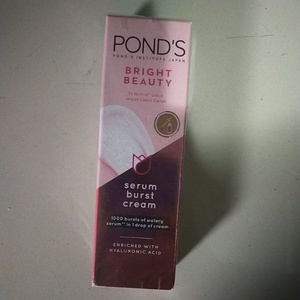 POND'S
POND'S INSTITUTE JAPAN
BRIGHT
BEAUTY
serum
burst
cream
1000 bursts of watery
serum** in 1 drop of cream
ENRICHED WITH
HYALURONIC ACID